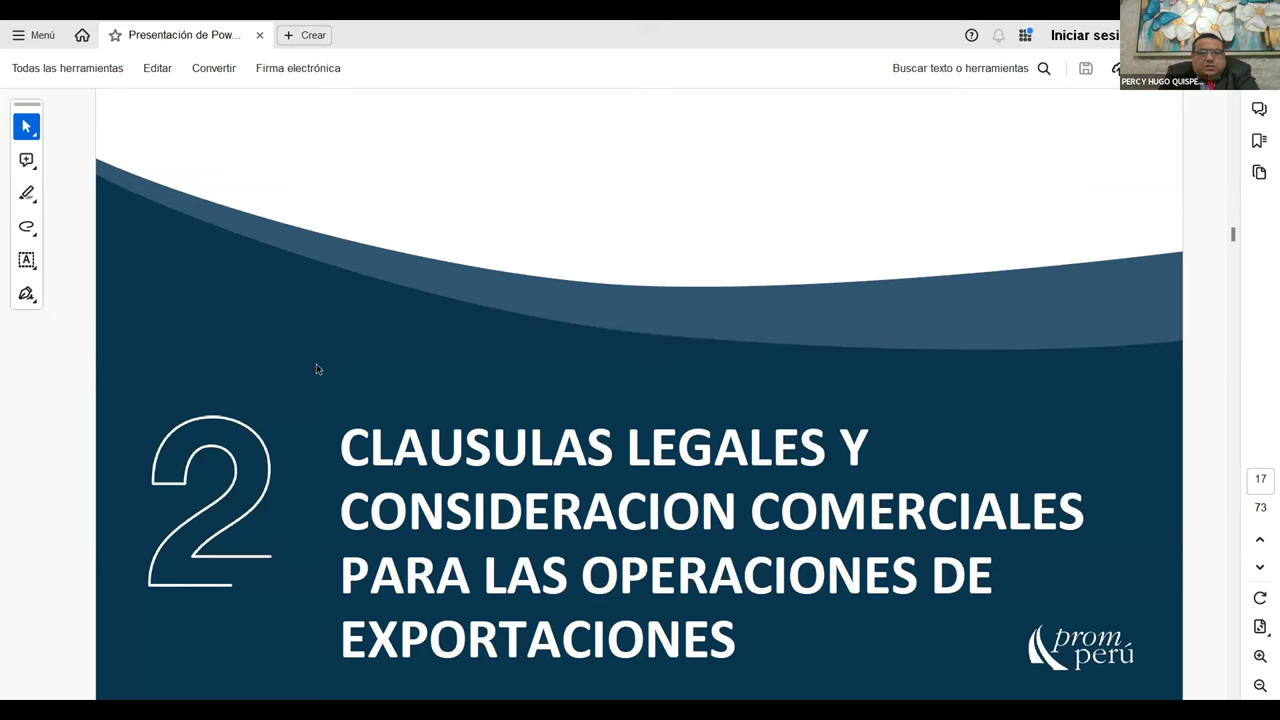 Menú
Presentación de Pow...
Crear
Iniciar sesi
Todas las herramientas
Editar
Convertir
Firma electrónica
Buscar texto o herramientas
PERCY HUGO QUISPE...
2
CLAUSULAS LEGALES Y
CONSIDERACION COMERCIALES
PARA LAS OPERACIONES DE
EXPORTACIONES
prom
perú
17
73